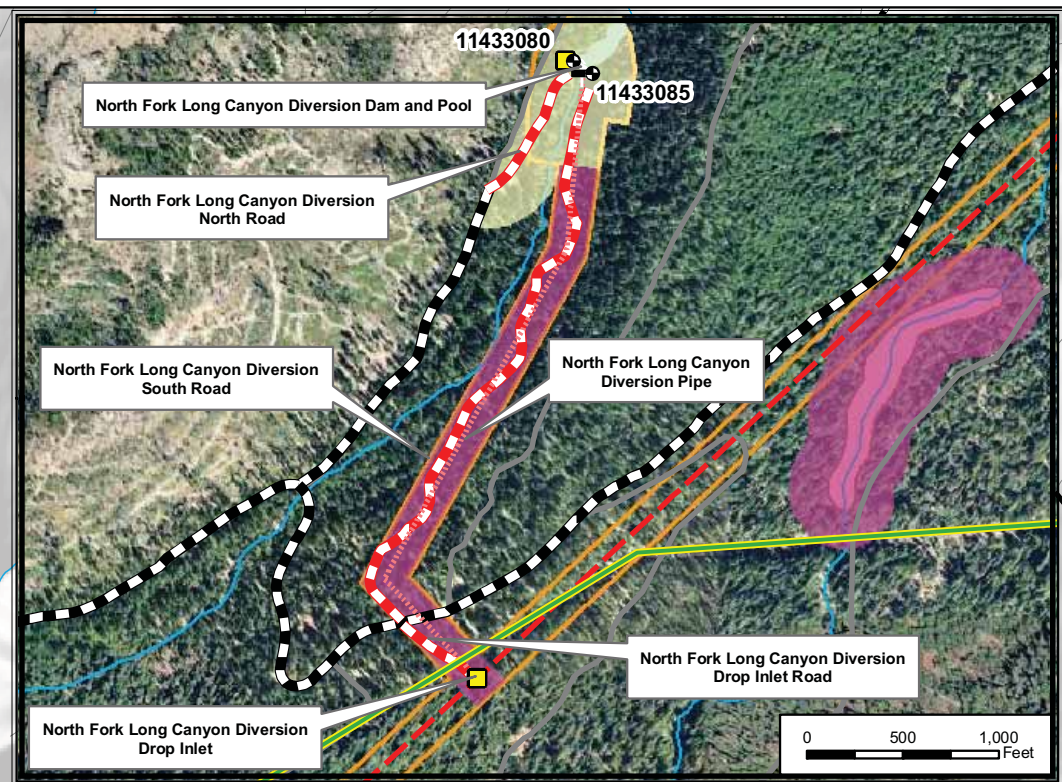 11433080
North Fork Long Canyon Diversion Dam and Pool
11433085
North Fork Long Canyon Diversion
North Road
North Fork Long Canyon Diversion
South Road
North Fork Long Canyon
Diversion Pipe
North Fork Long Canyon Diversion
Drop Inlet Road
North Fork Long Canyon Diversion
Drop Inlet
0 500 1,000
Feet